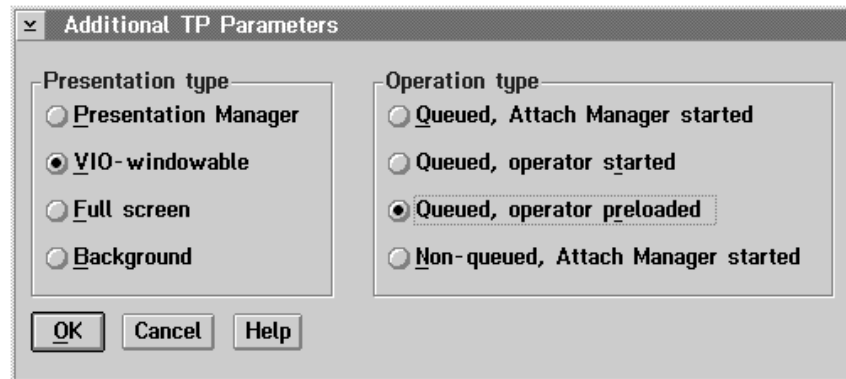 Additional TP Parameters
Presentation type
Presentation Manager
VIO-windowable
Full screen
Background
Operation type
Queued, Attach Manager started
Queued, operator started
Queued, operator preloaded
Non-queued, Attach Manager started
OK Cancel Help